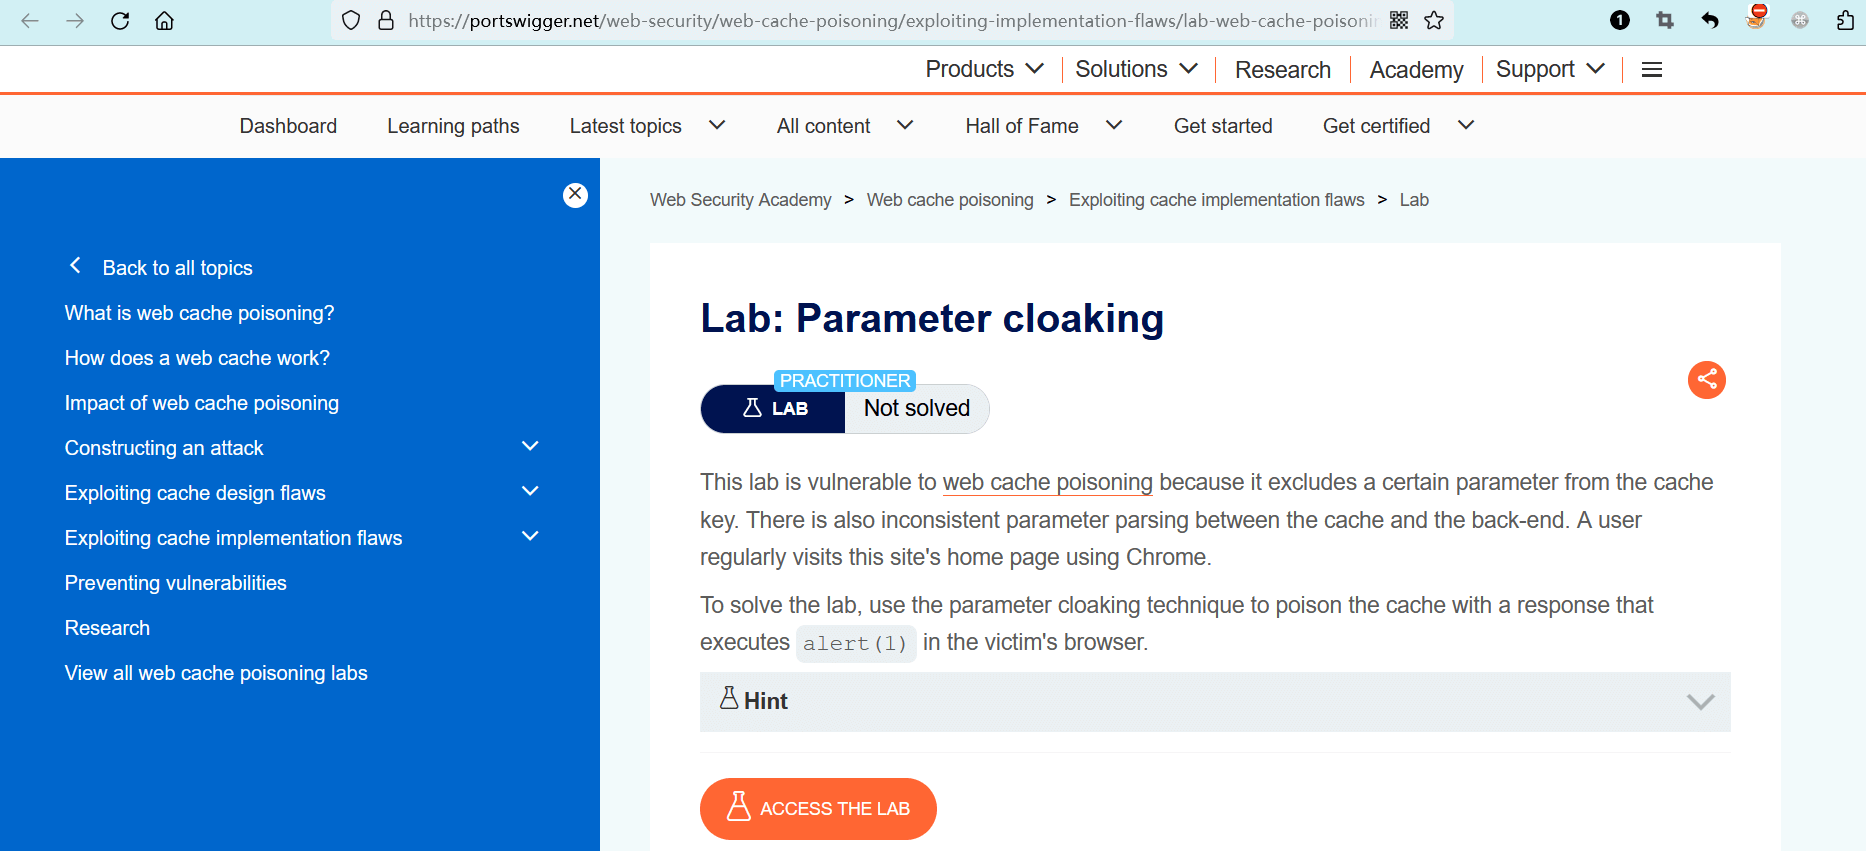 https://portswigger.net/web-security/web-cache-poisoning/exploiting-implementation-flaws/lab-web-cache-poisonin
1
Products
Solutions
Research
Academy
Support
Dashboard
Learning paths
Latest topics
All content
Hall of Fame
Get started
Get certified
Back to all topics
What is web cache poisoning?
How does a web cache work?
Impact of web cache poisoning
Constructing an attack
Exploiting cache design flaws
Exploiting cache implementation flaws
Preventing vulnerabilities
Research
View all web cache poisoning labs
Web Security Academy > Web cache poisoning > Exploiting cache implementation flaws > Lab
Lab: Parameter cloaking
PRACTITIONER
LAB
Not solved
This lab is vulnerable to web cache poisoning because it excludes a certain parameter from the cache
key. There is also inconsistent parameter parsing between the cache and the back-end. A user
regularly visits this site's home page using Chrome.
To solve the lab, use the parameter cloaking technique to poison the cache with a response that
executes alert(1) in the victim's browser.
Hint
ACCESS THE LAB